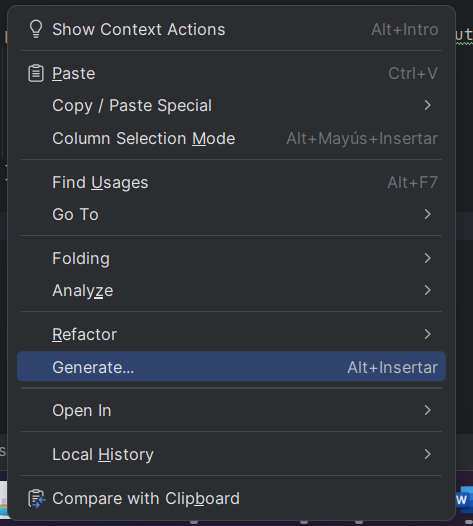 Show Context Actions Alt+Intro
Paste Ctrl+V
Copy / Paste Special
Column Selection Mode Alt+Mayús+Insertar
Find Usages Alt+F7
Go To
Folding
Analyze
Refactor
Generate... Alt+Insertar
Open In
Local History
Compare with Clipboard
W